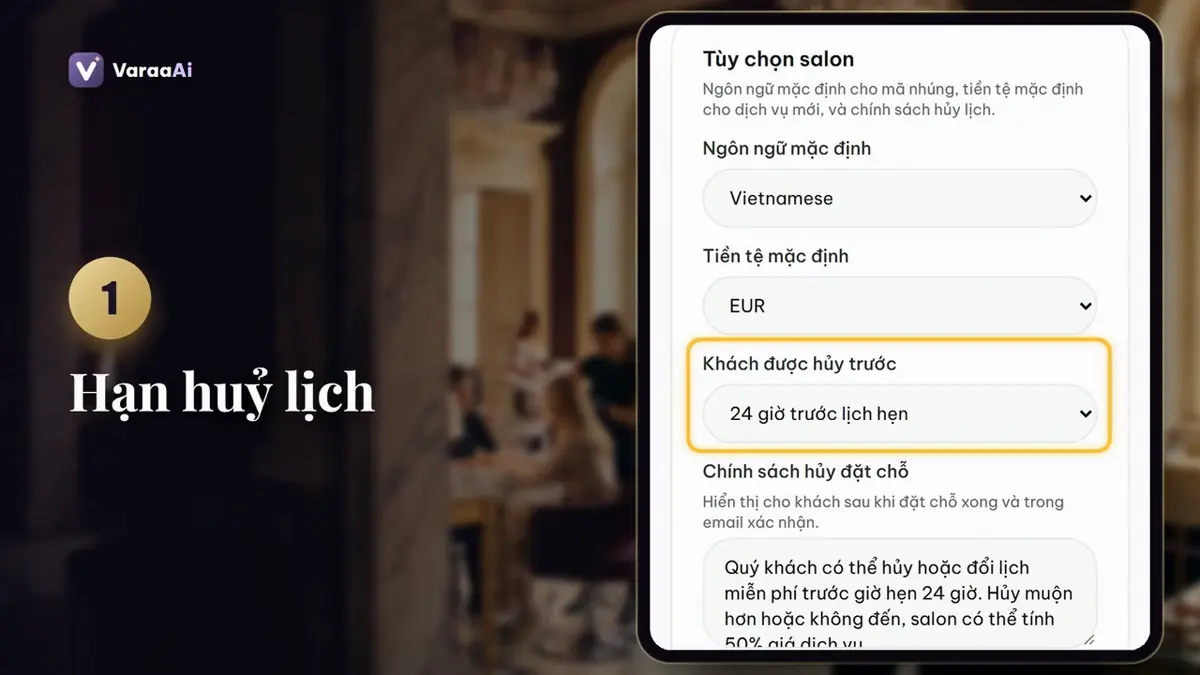 VaraaAi
1
Hạn huỷ lịch
Tùy chọn salon
Ngôn ngữ mặc định cho mã nhúng, tiền tệ mặc định
cho dịch vụ mới, và chính sách hủy lịch.
Ngôn ngữ mặc định
Vietnamese
Tiền tệ mặc định
EUR
Khách được hủy trước
24 giờ trước lịch hẹn
Chính sách hủy đặt chỗ
Hiển thị cho khách sau khi đặt chỗ xong và trong
email xác nhận.
Quý khách có thể hủy hoặc đổi lịch
miễn phí trước giờ hẹn 24 giờ. Hủy muộn
hơn hoặc không đến, salon có thể tính
50% giá dịch vụ